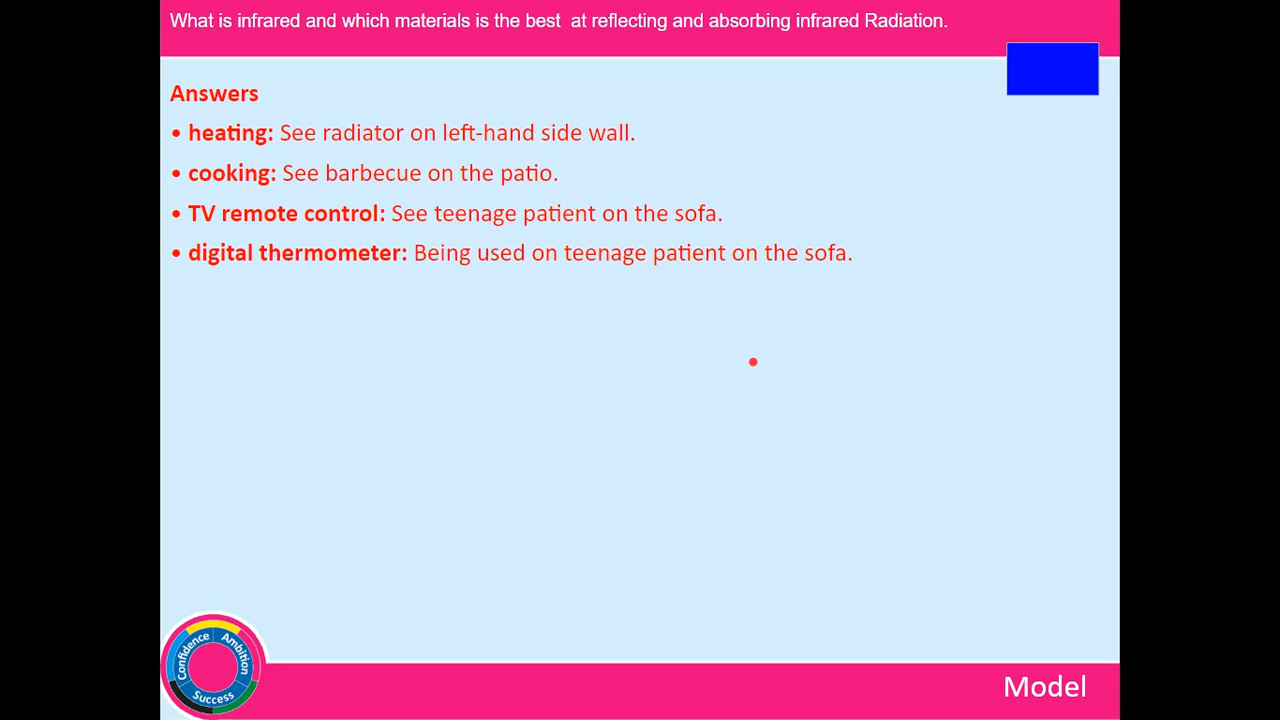 What is infrared and which materials is the best  at reflecting and absorbing infrared Radiation.
Answers
• heating: See radiator on left-hand side wall.
• cooking: See barbecue on the patio.
• TV remote control: See teenage patient on the sofa.
• digital thermometer: Being used on teenage patient on the sofa.
Confidence
Ambition
Success
Model